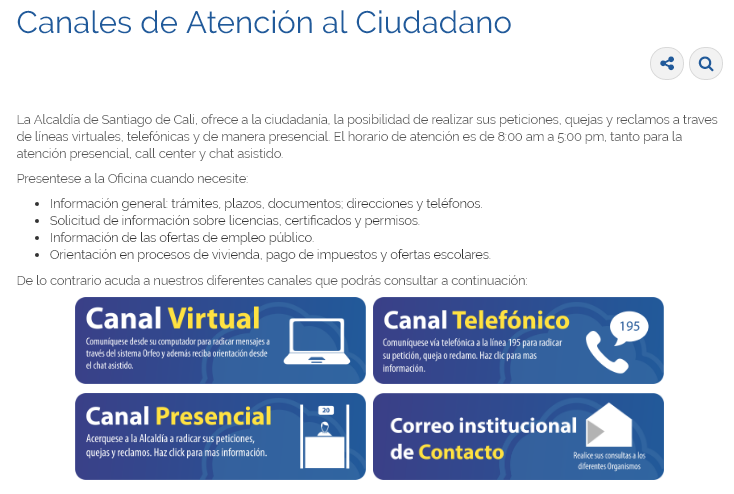 Canales de Atención al Ciudadano
La Alcaldía de Santiago de Cali, ofrece a la ciudadanía, la posibilidad de realizar sus peticiones, quejas y reclamos a traves
de líneas virtuales, telefónicas y de manera presencial. El horario de atención es de 8:00 am a 5:00 pm, tanto para la
atención presencial, call center y chat asistido.
Presentese a la Oficina cuando necesite:
• Información general: trámites, plazos, documentos; direcciones y teléfonos.
• Solicitud de información sobre licencias, certificados y permisos.
• Información de las ofertas de empleo público.
• Orientación en procesos de vivienda, pago de impuestos y ofertas escolares.
De lo contrario acuda a nuestros diferentes canales que podrás consultar a continuación:
Canal Virtual
Comuníquese desde su computador para radicar mensajes a
través del sistema Orfeo y además reciba orientación desde
el chat asistido.
Canal Telefónico
195
Comuníquese vía telefónica a la línea 195 para radicar
su petición, queja o reclamo. Haz clic para mas
información.
Canal Presencial
20
Acerquese a la Alcaldía a radicar sus peticiones,
quejas y reclamos. Haz click para mas información.
Correo institucional
de Contacto
Realice sus consultas a los
diferentes Organismos